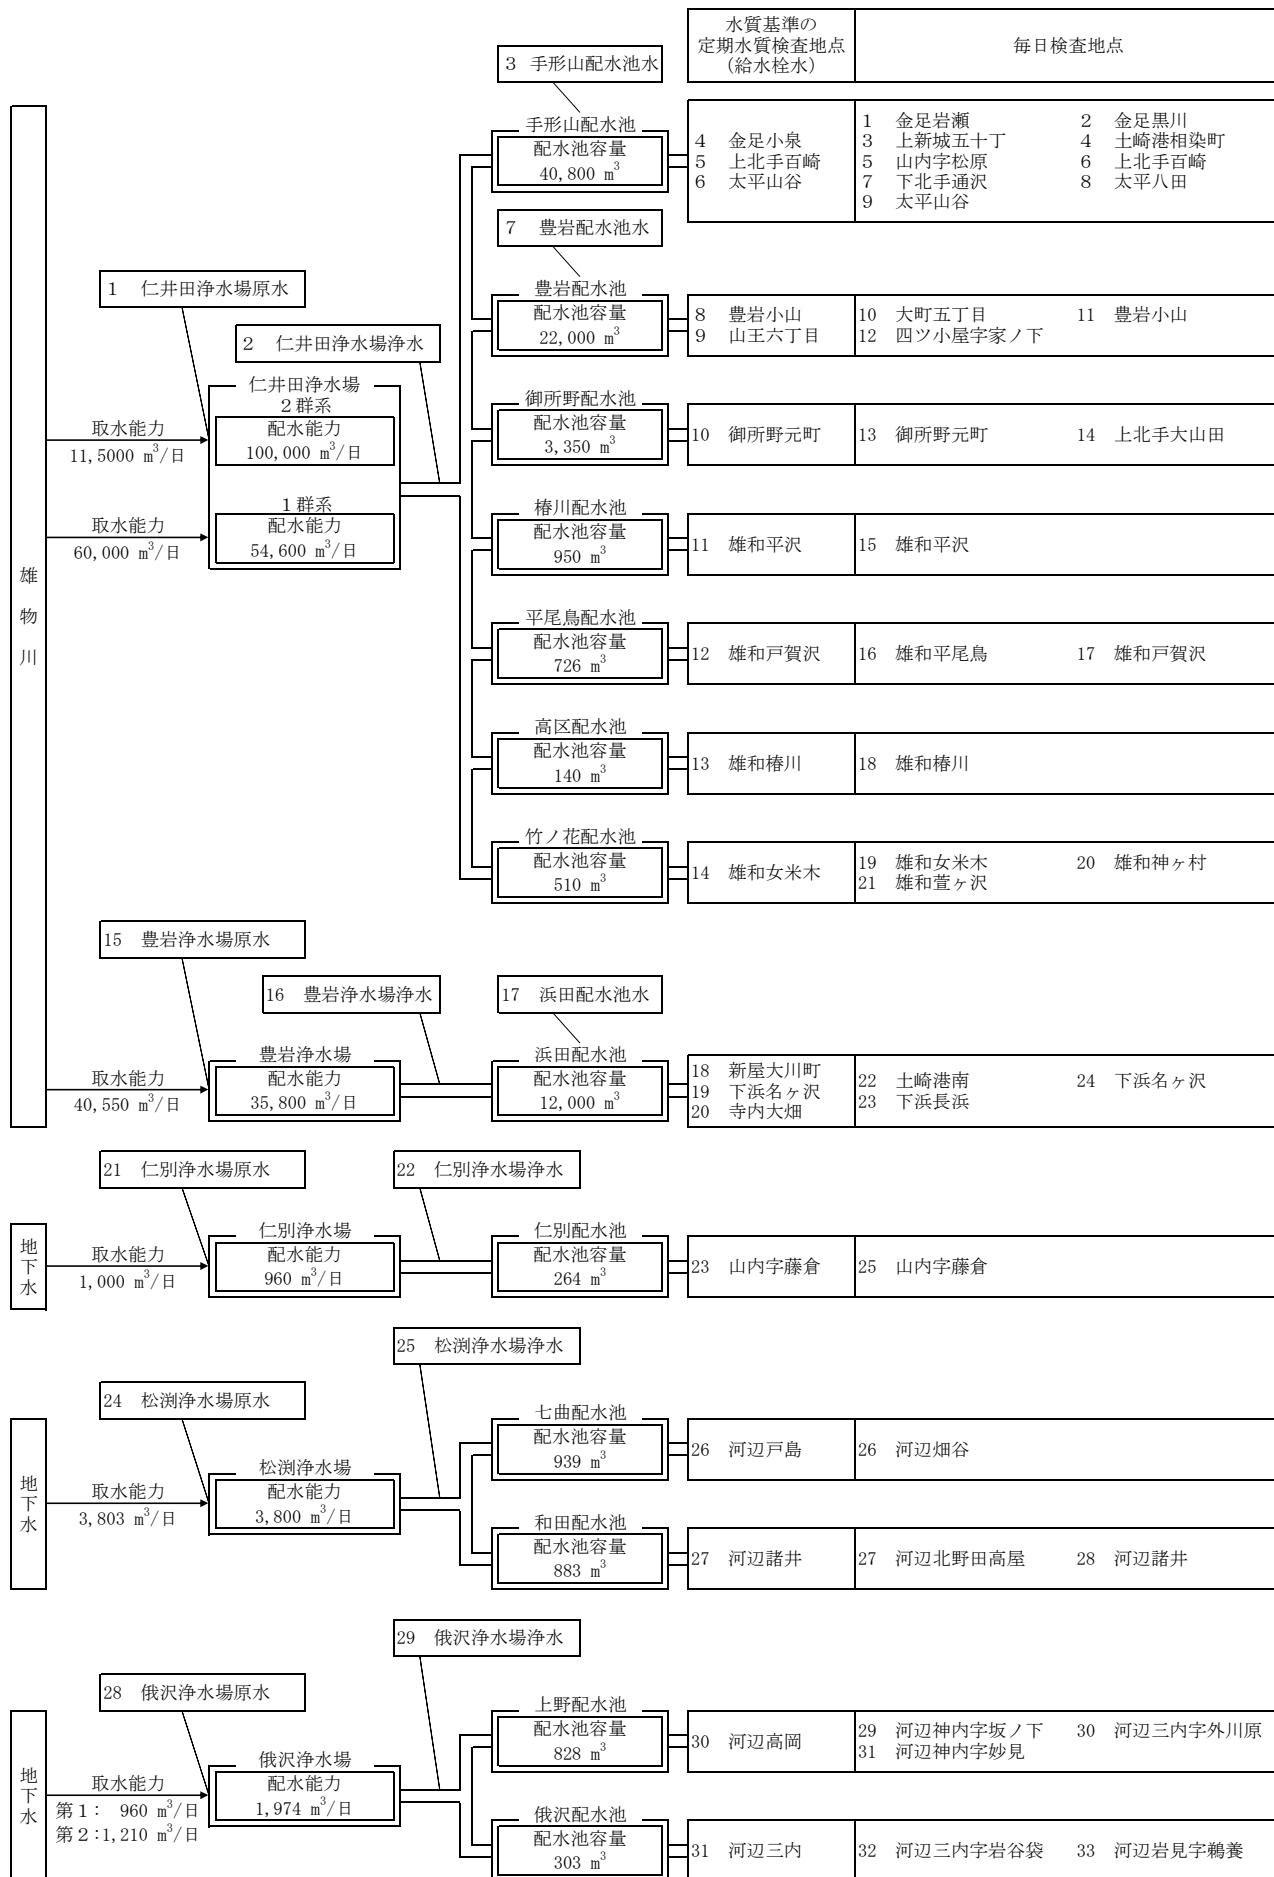 水質基準の
定期水質検査地点
(給水栓水)
毎日検査地点
3 手形山配水池水
手形山配水池
配水池容量
40,800 m³
4 金足小泉
5 上北手百崎
6 太平山谷
1 金足岩瀬 2 金足黒川
3 上新城五十丁 4 土崎港相染町
5 山内字松原 6 上北手百崎
7 下北手通沢 8 太平八田
9 太平山谷
7 豊岩配水池水
豊岩配水池
配水池容量
22,000 m³
8 豊岩小山
9 山王六丁目
10 大町五丁目 11 豊岩小山
12 四ツ小屋字家ノ下
1 仁井田浄水場原水
2 仁井田浄水場浄水
仁井田浄水場
2群系
配水能力
100,000 m³/日
1群系
配水能力
54,600 m³/日
取水能力
11,5000 m³/日
取水能力
60,000 m³/日
雄物川
御所野配水池
配水池容量
3,350 m³
10 御所野元町
13 御所野元町 14 上北手大山田
椿川配水池
配水池容量
950 m³
11 雄和平沢
15 雄和平沢
平尾鳥配水池
配水池容量
726 m³
12 雄和戸賀沢
16 雄和平尾鳥 17 雄和戸賀沢
高区配水池
配水池容量
140 m³
13 雄和椿川
18 雄和椿川
竹ノ花配水池
配水池容量
510 m³
14 雄和女米木
19 雄和女米木 20 雄和神ヶ村
21 雄和萱ヶ沢
15 豊岩浄水場原水
16 豊岩浄水場浄水
17 浜田配水池水
取水能力
40,550 m³/日
豊岩浄水場
配水能力
35,800 m³/日
浜田配水池
配水池容量
12,000 m³
18 新屋大川町
19 下浜名ヶ沢
20 寺内大畑
22 土崎港南 24 下浜名ヶ沢
23 下浜長浜
21 仁別浄水場原水
22 仁別浄水場浄水
地下水
取水能力
1,000 m³/日
仁別浄水場
配水能力
960 m³/日
仁別配水池
配水池容量
264 m³
23 山内字藤倉
25 山内字藤倉
25 松渕浄水場浄水
24 松渕浄水場原水
地下水
取水能力
3,803 m³/日
松渕浄水場
配水能力
3,800 m³/日
七曲配水池
配水池容量
939 m³
26 河辺戸島
26 河辺畑谷
和田配水池
配水池容量
883 m³
27 河辺諸井
27 河辺北野田高屋 28 河辺諸井
29 俄沢浄水場浄水
28 俄沢浄水場原水
地下水
取水能力
第1: 960 m³/日
第2:1,210 m³/日
俄沢浄水場
配水能力
1,974 m³/日
上野配水池
配水池容量
828 m³
30 河辺高岡
29 河辺神内字坂ノ下 30 河辺三内字外川原
31 河辺神内字妙見
俄沢配水池
配水池容量
303 m³
31 河辺三内
32 河辺三内字岩谷袋 33 河辺岩見字鵜養